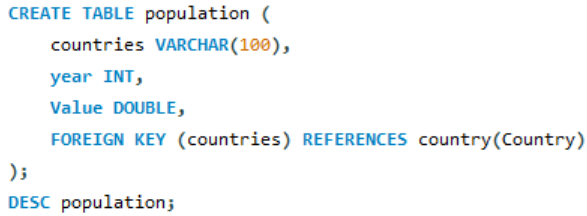 CREATE TABLE population (
    countries VARCHAR(100),
    year INT,
    Value DOUBLE,
    FOREIGN KEY (countries) REFERENCES country(Country)
);
DESC population;